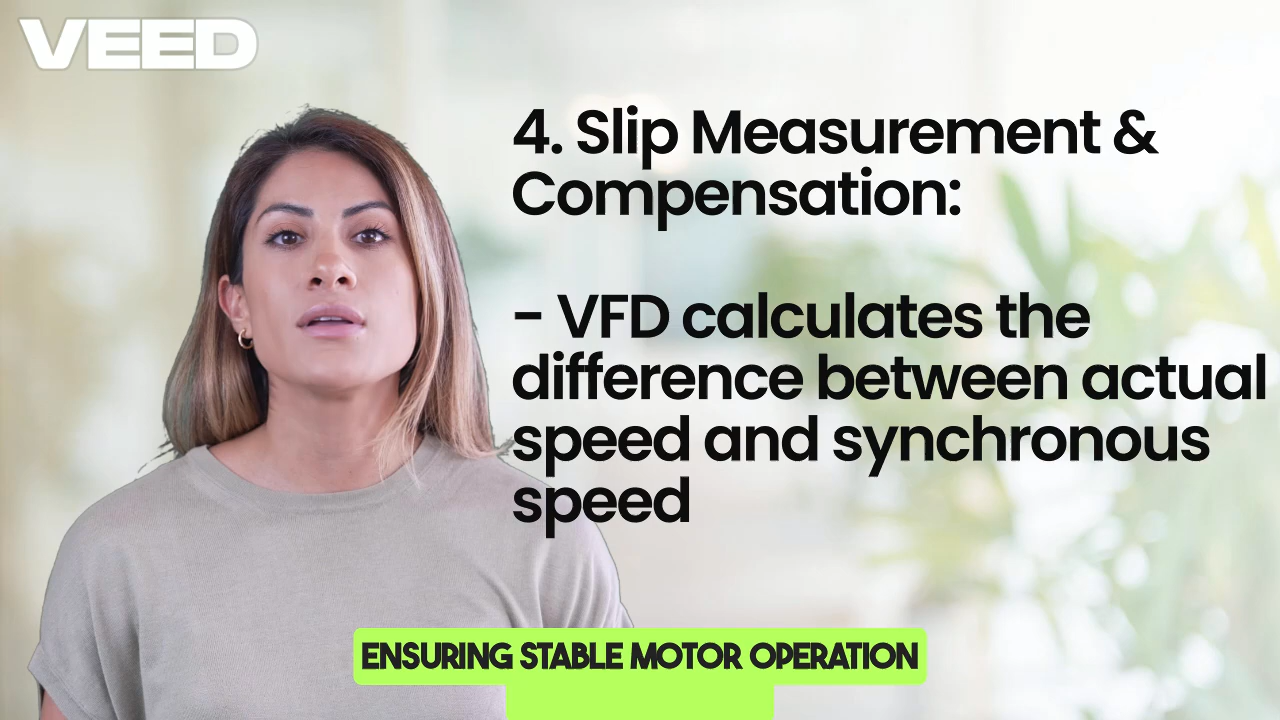 VEED
4. Slip Measurement &
Compensation:
- VFD calculates the
difference between actual
speed and synchronous
speed
ENSURING STABLE MOTOR OPERATION